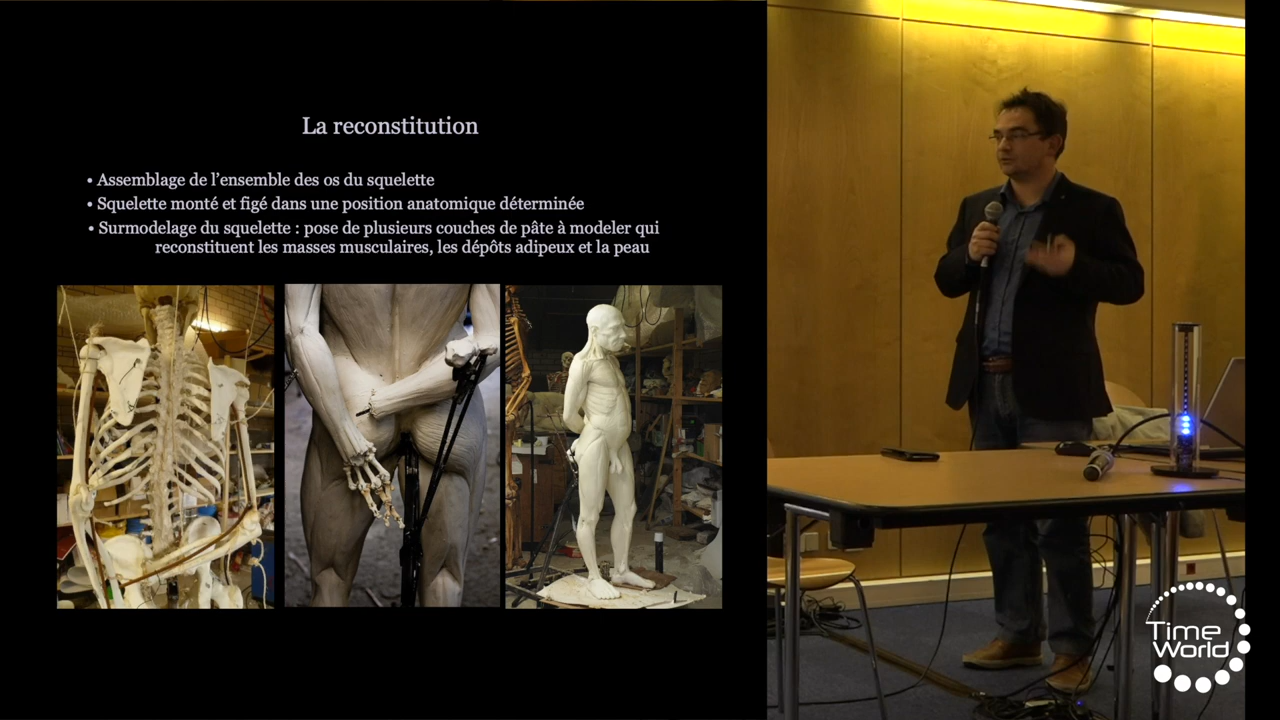 La reconstitution
• Assemblage de l’ensemble des os du squelette
• Squelette monté et figé dans une position anatomique déterminée
• Surmodelage du squelette : pose de plusieurs couches de pâte à modeler qui
reconstituent les masses musculaires, les dépôts adipeux et la peau
Time
World